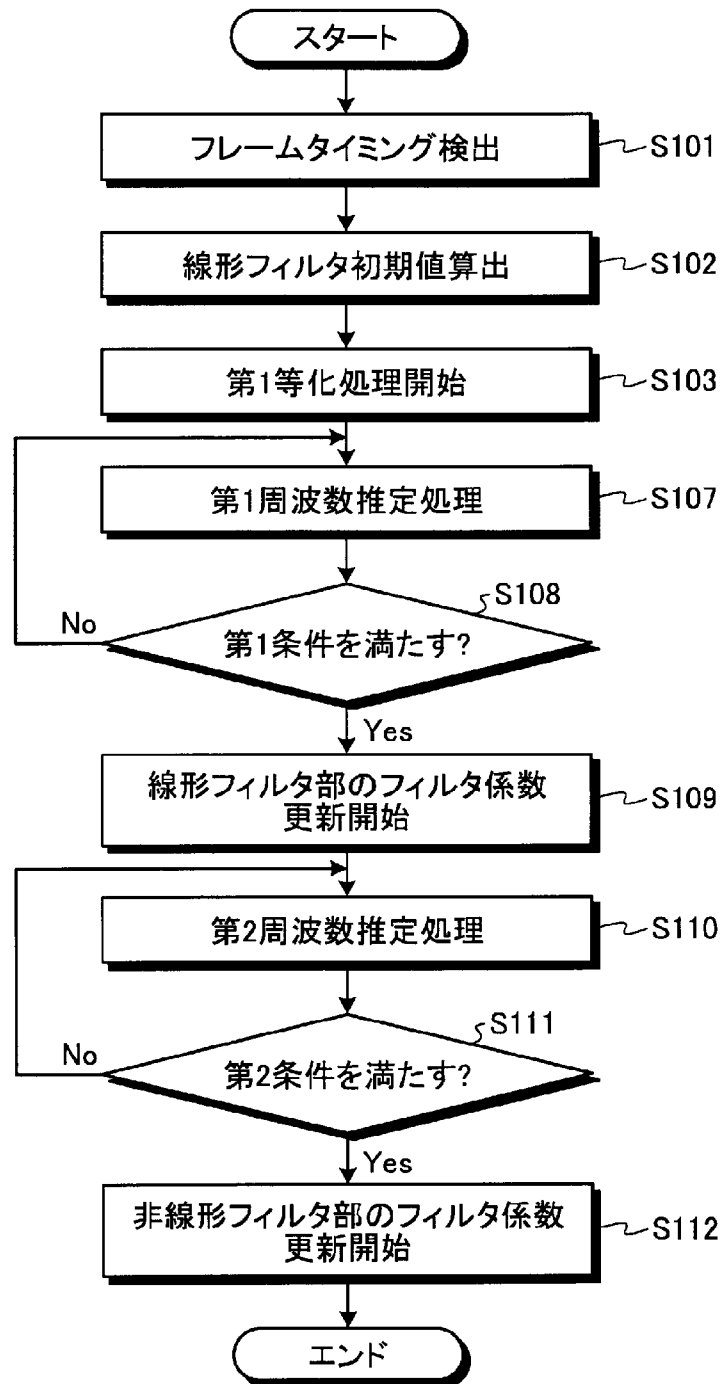 スタート
フレームタイミング検出
S101
線形フィルタ初期値算出
S102
第1等化処理開始
S103
第1周波数推定処理
S107
S108
No
第1条件を満たす?
Yes
線形フィルタ部のフィルタ係数
更新開始
S109
第2周波数推定処理
S110
S111
No
第2条件を満たす?
Yes
非線形フィルタ部のフィルタ係数
更新開始
S112
エンド